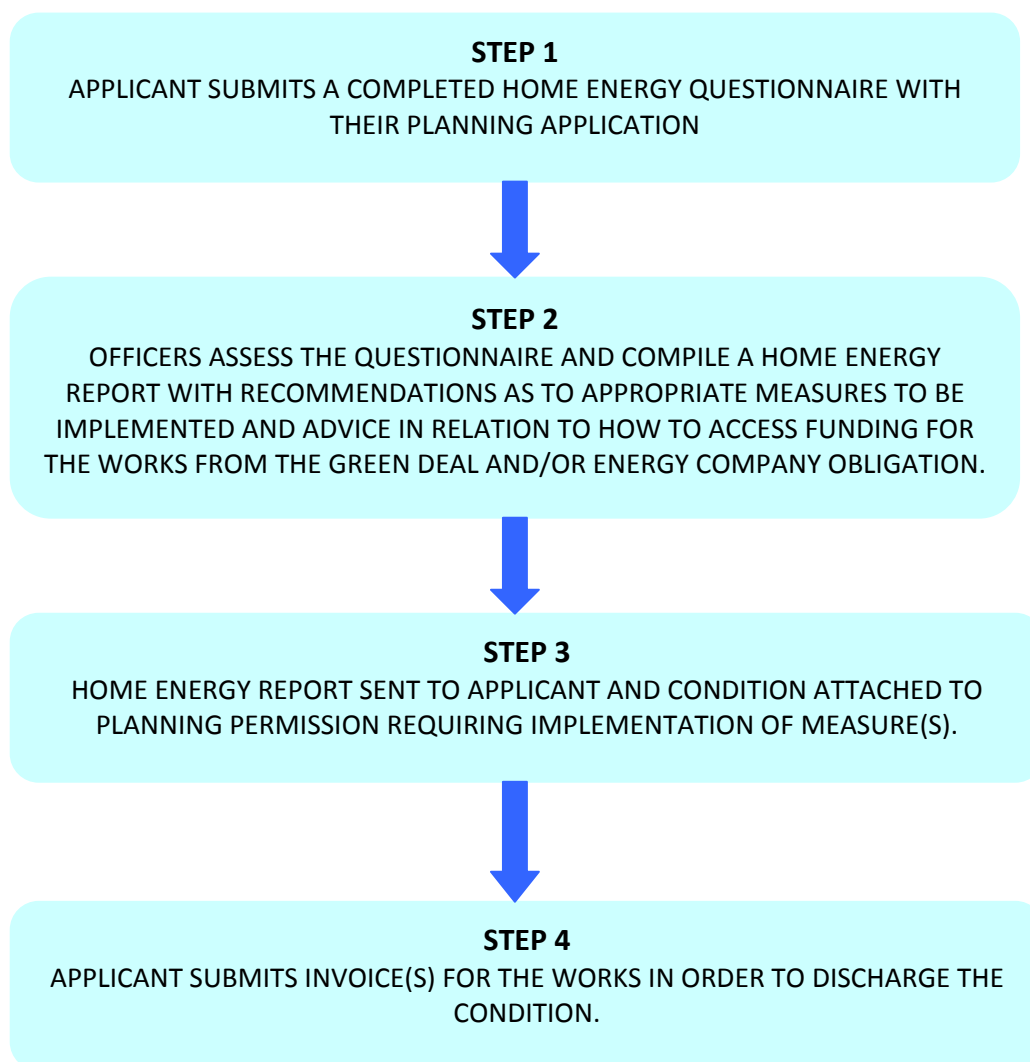 STEP 1
APPLICANT SUBMITS A COMPLETED HOME ENERGY QUESTIONNAIRE WITH
THEIR PLANNING APPLICATION
STEP 2
OFFICERS ASSESS THE QUESTIONNAIRE AND COMPILE A HOME ENERGY
REPORT WITH RECOMMENDATIONS AS TO APPROPRIATE MEASURES TO BE
IMPLEMENTED AND ADVICE IN RELATION TO HOW TO ACCESS FUNDING FOR
THE WORKS FROM THE GREEN DEAL AND/OR ENERGY COMPANY OBLIGATION.
STEP 3
HOME ENERGY REPORT SENT TO APPLICANT AND CONDITION ATTACHED TO
PLANNING PERMISSION REQUIRING IMPLEMENTATION OF MEASURE(S).
STEP 4
APPLICANT SUBMITS INVOICE(S) FOR THE WORKS IN ORDER TO DISCHARGE THE
CONDITION.